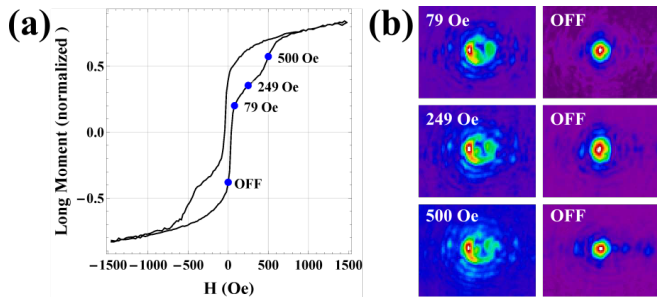 (a)
Long Moment (normalized )
0.5
0.0
−0.5
500 Oe
249 Oe
79 Oe
OFF
−1500 −1000 −500 0 500 1000 1500
H (Oe)
(b)
79 Oe
OFF
249 Oe
OFF
500 Oe
OFF